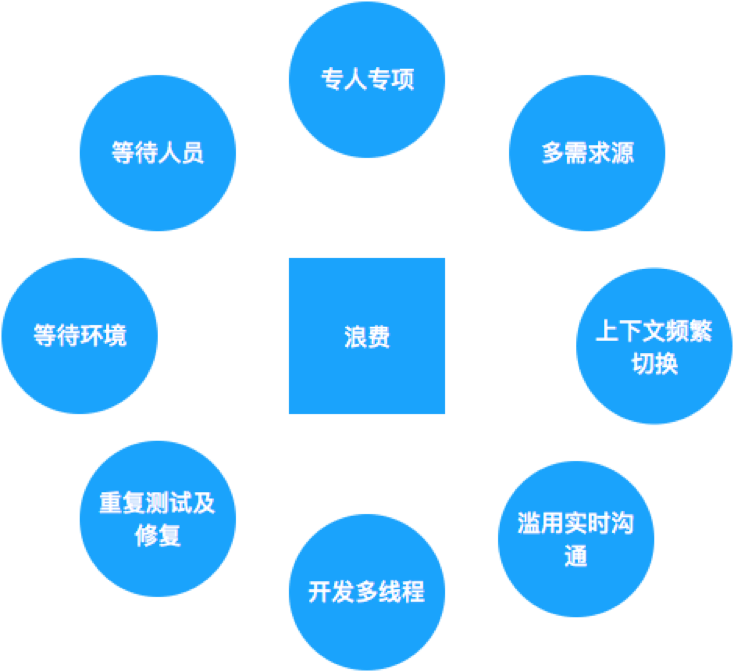 专人专项
等待人员
多需求源
等待环境
浪费
上下文频繁
切换
重复测试及
修复
滥用实时沟
通
开发多线程